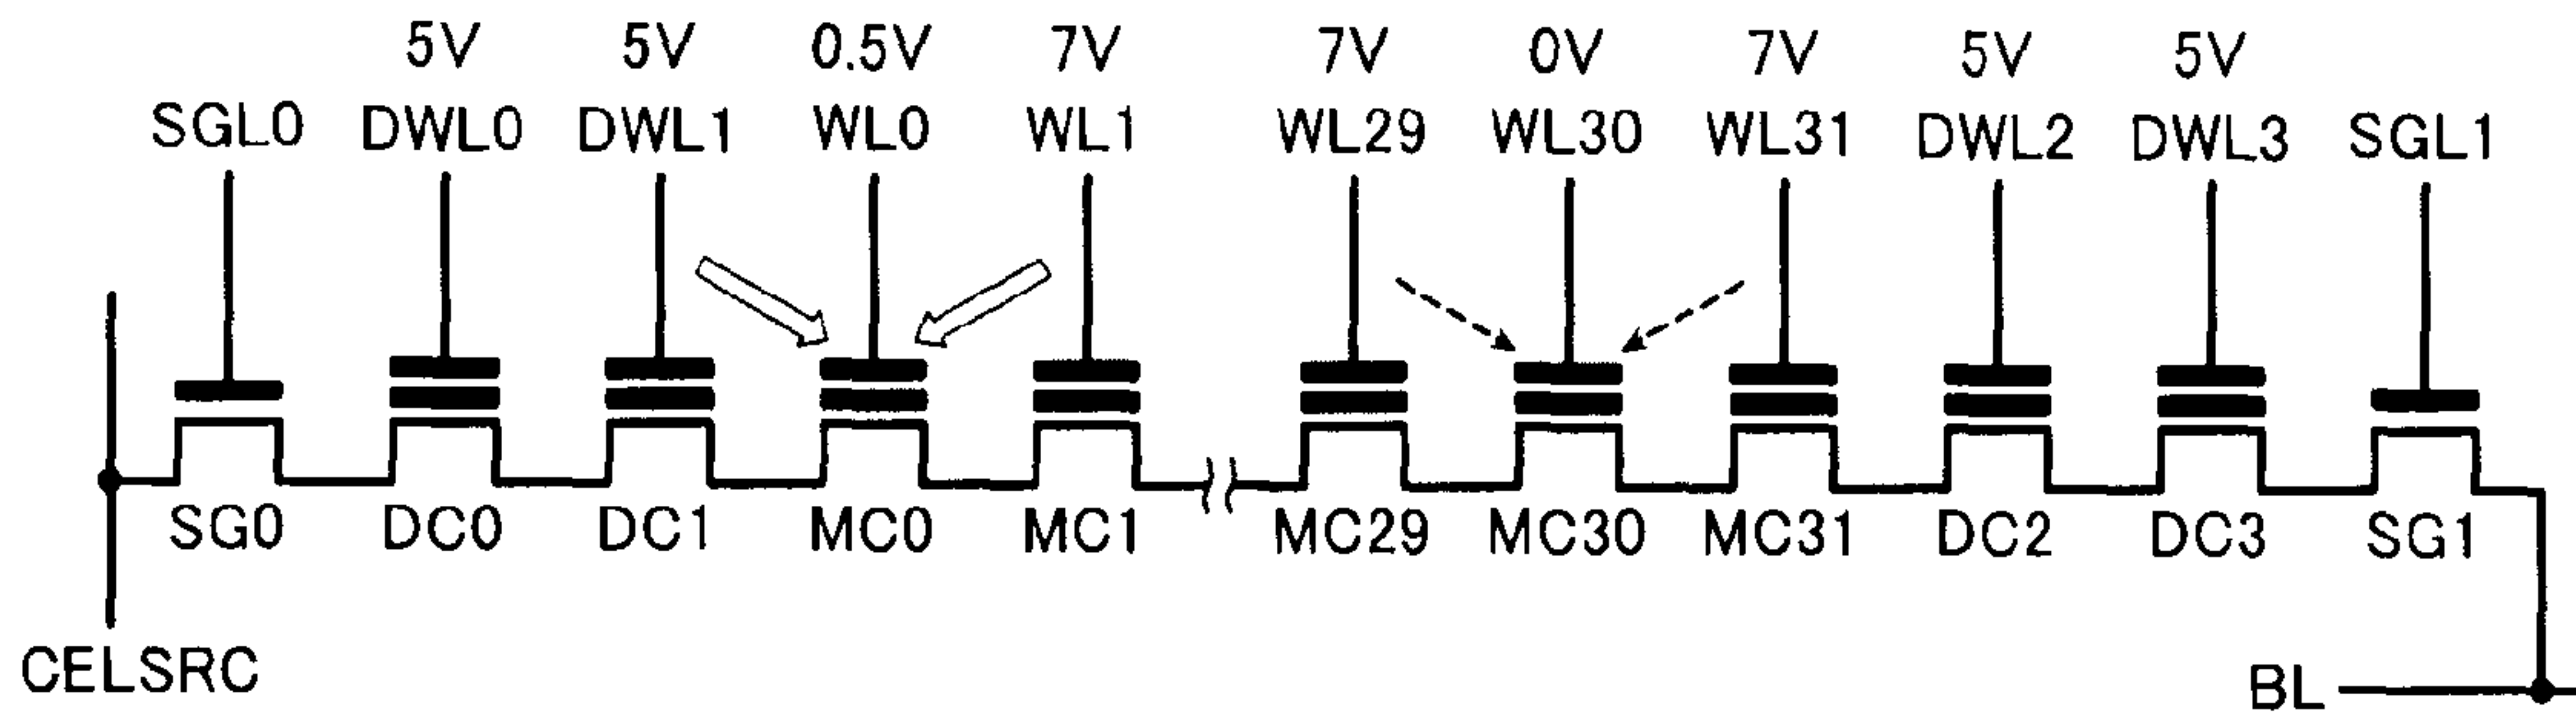 5V 5V 0.5V 7V 7V 0V 7V 5V 5V
SGL0 DWL0 DWL1 WL0 WL1 WL29 WL30 WL31 DWL2 DWL3 SGL1
SG0 DC0 DC1 MC0 MC1 MC29 MC30 MC31 DC2 DC3 SG1
CELSRC BL